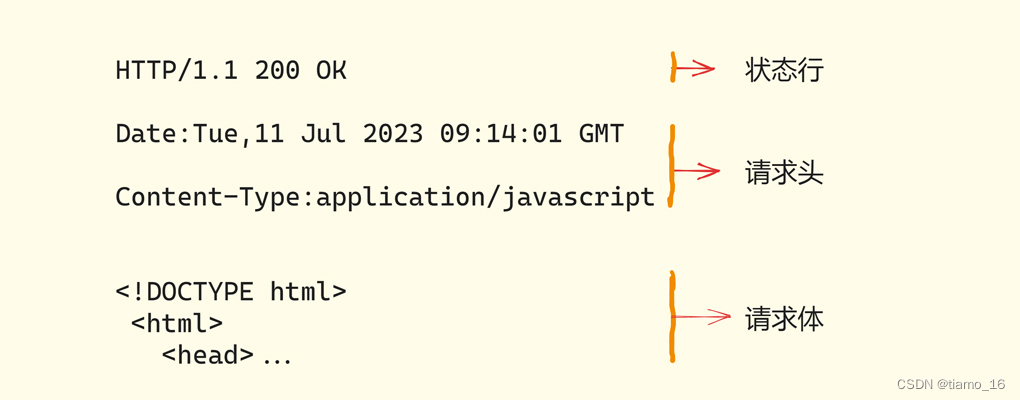 HTTP/1.1 200 OK
状态行
Date:Tue,11 Jul 2023 09:14:01 GMT
请求头
Content-Type:application/javascript
<!DOCTYPE html>
<html>
请求体
<head>...
CSDN @tiamo_16